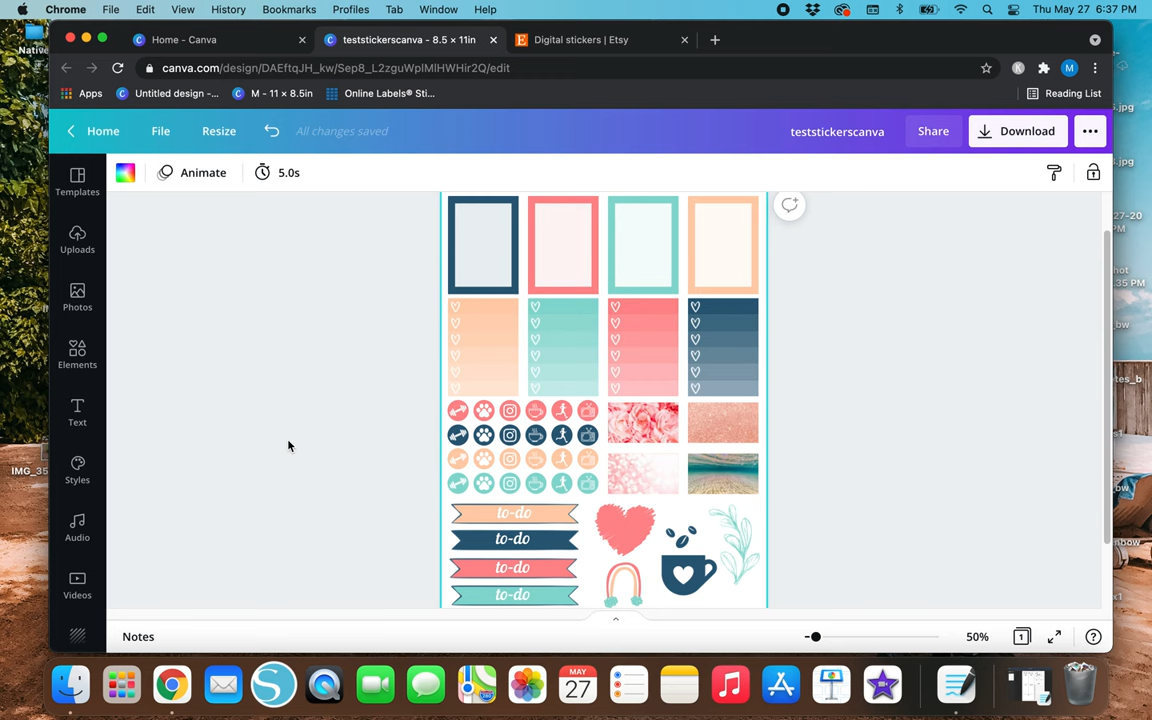 Chrome File Edit View History Bookmarks Profiles Tab Window Help Thu May 27 6:37 PM
Home - Canva teststickerscanva - 8.5 × 11in Digital stickers | Etsy
canva.com/design/DAEftqJH_kw/Sep8_L2zguWpIMIHWHir2Q/edit
Apps Untitled design -... M - 11 × 8.5in Online Labels® Sti... Reading List
Home File Resize All changes saved teststickerscanva Share Download
Animate 5.0s
Templates
Uploads
Photos
Elements
Text
Styles
Audio
Videos
to-do
to-do
to-do
to-do
Notes 50% 1
IMG_35
MAY
27